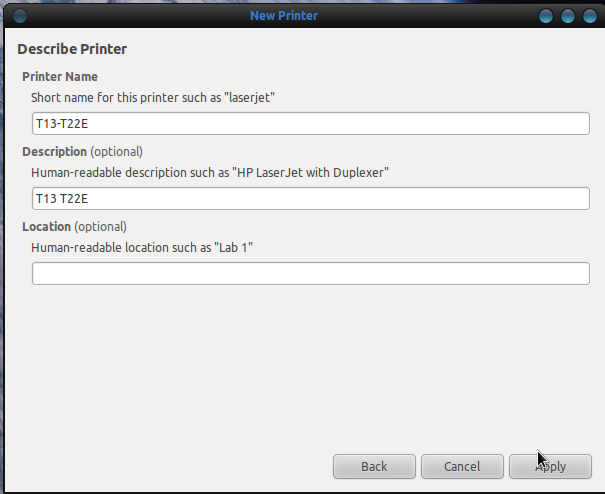 New Printer
Describe Printer
Printer Name
Short name for this printer such as "laserjet"
T13-T22E
Description (optional)
Human-readable description such as "HP LaserJet with Duplexer"
T13 T22E
Location (optional)
Human-readable location such as "Lab 1"
Back Cancel Apply